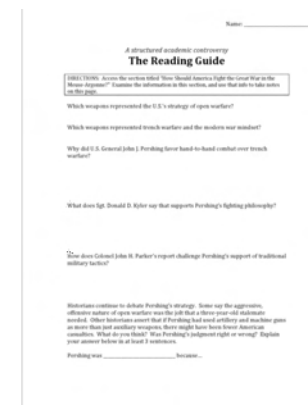 Name:
A structured academic controversy
The Reading Guide
DIRECTIONS: Access the section titled "How Should America Fight the Great War in the
Meuse-Argonne?" Examine the information in this section, and use that info to take notes
on this page.
Which weapons represented the U.S.'s strategy of open warfare?
Which weapons represented trench warfare and the modern war mindset?
Why did U.S. General John J. Pershing favor hand-to-hand combat over trench
warfare?
What does Sgt. Donald D. Kyler say that supports Pershing's fighting philosophy?
How does Colonel John H. Parker's report challenge Pershing's support of traditional
military tactics?
Historians continue to debate Pershing's strategy. Some say the aggressive,
offensive nature of open warfare was the jolt that a three-year-old stalemate
needed. Other historians assert that if Pershing had used artillery and machine guns
as more than just auxiliary weapons, there might have been fewer American
casualties. What do you think? Was Pershing's judgment right or wrong? Explain
your answer below in at least 3 sentences.
Pershing was ____________________ because...